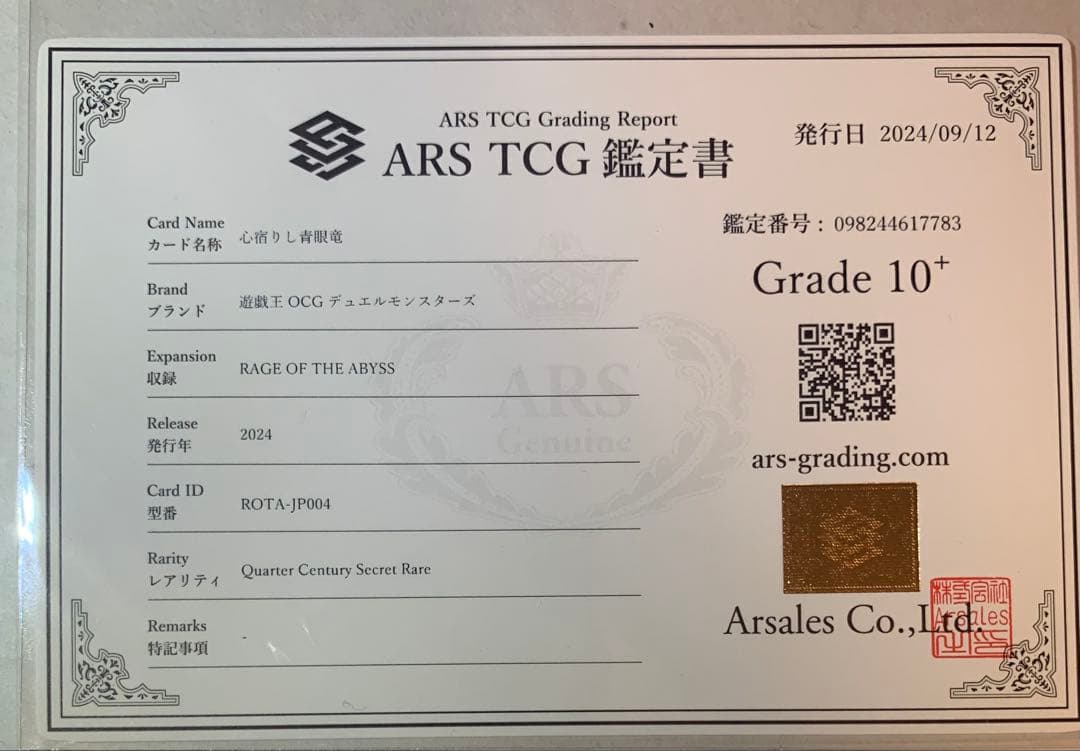 ARS TCG Grading Report
ARS TCG 鑑定書
発行日 2024/09/12
Card Name
カード名称
心宿りし青眼竜
Brand
ブランド
遊戯王 OCG デュエルモンスターズ
Expansion
収録
RAGE OF THE ABYSS
Release
発行年
2024
Card ID
型番
ROTA-JP004
Rarity
レアリティ
Quarter Century Secret Rare
Remarks
特記事項
-
ARS
Genuine
鑑定番号 : 098244617783
Grade 10+
ars-grading.com
Arsales Co.,Ltd.
株式会社
Arsales